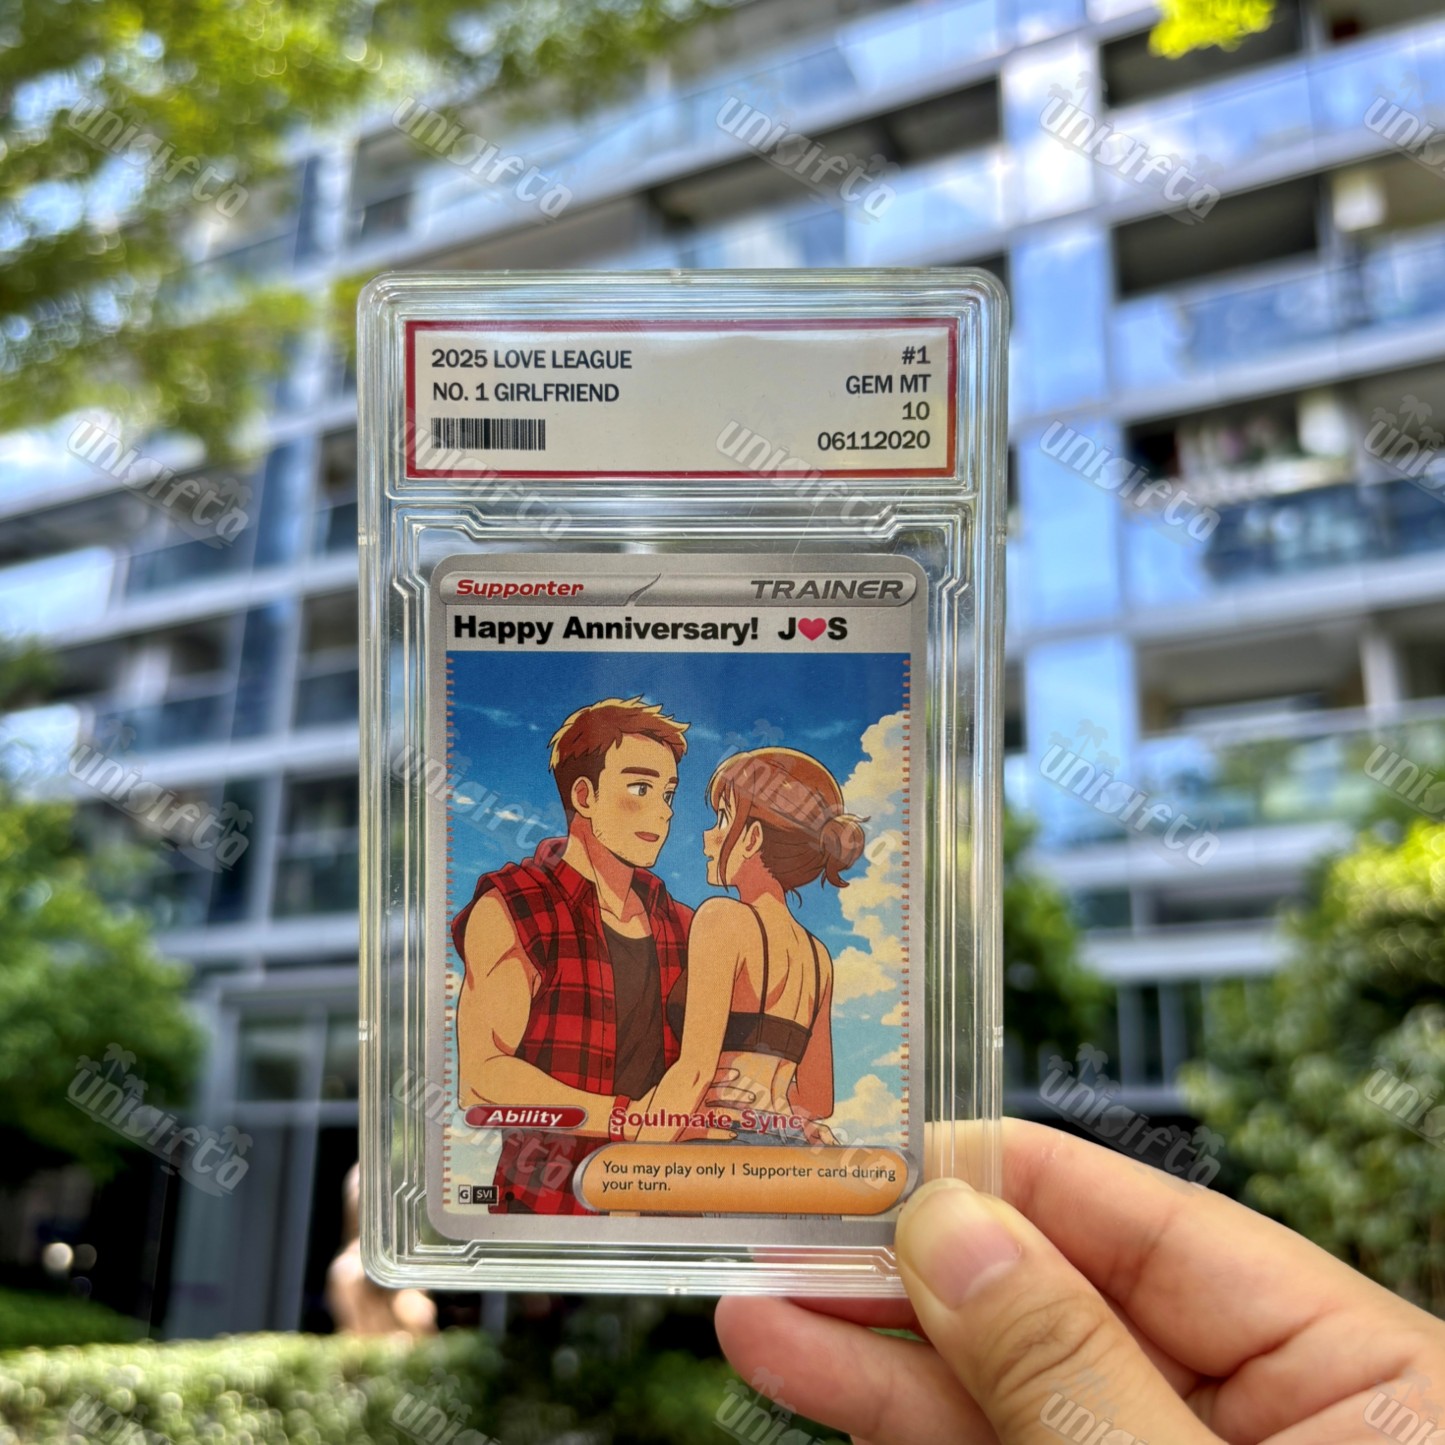 2025 LOVE LEAGUE
#1
NO. 1 GIRLFRIEND
GEM MT
10
06112020
Supporter
TRAINER
Happy Anniversary! J❤S
Ability
Soulmate Sync
You may play only 1 Supporter card during
your turn.
G
SVI
unigifto